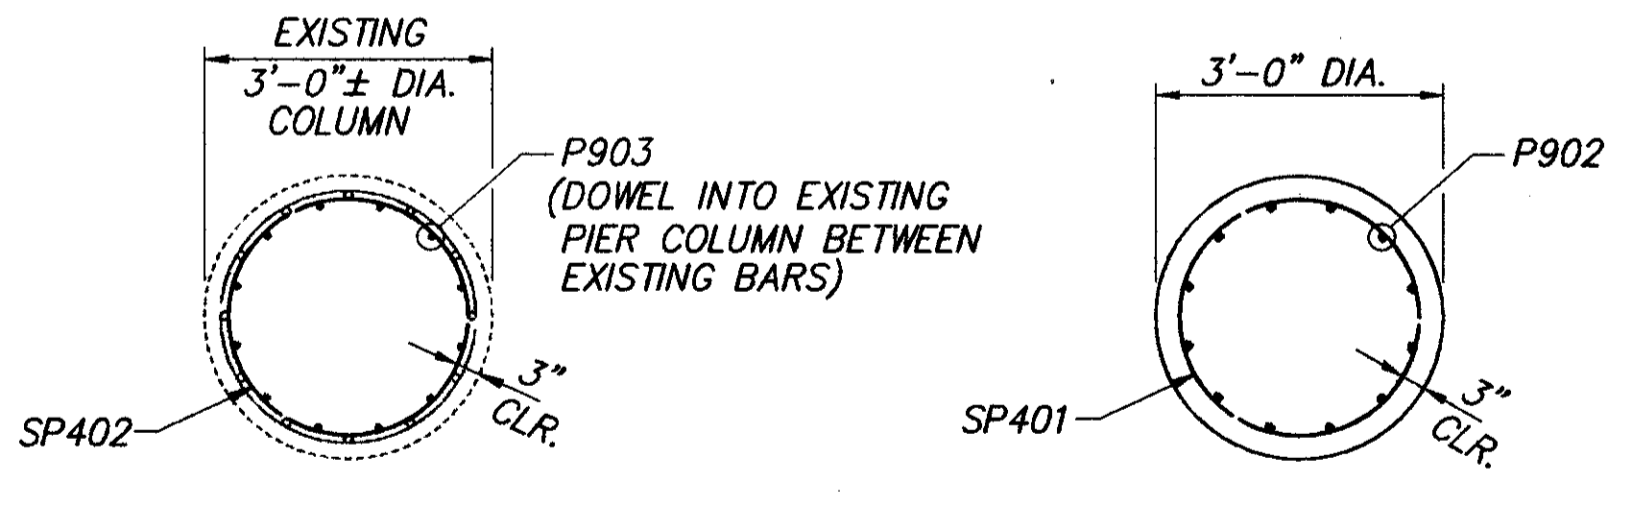 EXISTING
3'-0"± DIA.
COLUMN
P903
(DOWEL INTO EXISTING
PIER COLUMN BETWEEN
EXISTING BARS)
3"
CLR.
SP402
3'-0" DIA.
P902
SP401
3"
CLR.